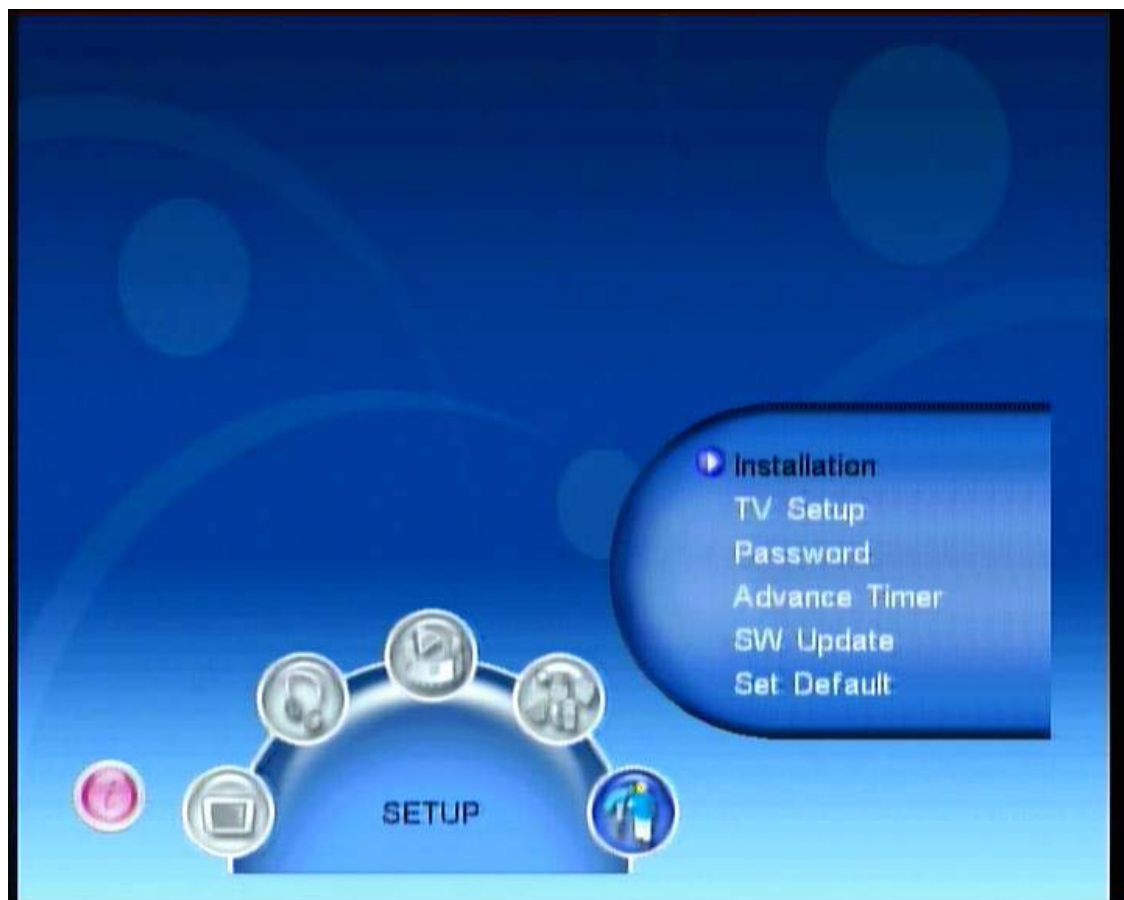 Installation
TV Setup
Password
Advance Timer
SW Update
Set Default
SETUP